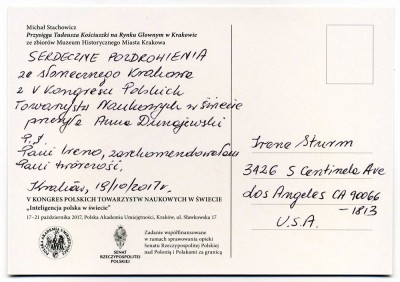 Michał Stachowicz
Przysięga Tadeusza Kościuszki na Rynku Głównym w Krakowie
ze zbiorów Muzeum Historycznego Miasta Krakowa
SERDECZNE POZDROWIENIA
ze słonecznego Krakowa
z V Kongresu Polskich
Towarzystw Naukowych w świecie
przesyła Anna Dunajewski
P.S.
Pani Ireno, zarekomendowałam
Pani twórczość,
Kraków, 19/10/2017r.
V KONGRES POLSKICH TOWARZYSTW NAUKOWYCH W ŚWIECIE
„Inteligencja polska w świecie”
17–21 października 2017, Polska Akademia Umiejętności, Kraków, ul. Sławkowska 17
SENAT
RZECZYPOSPOLITEJ
POLSKIEJ
Zadanie współfinansowane
w ramach sprawowania opieki
Senatu Rzeczypospolitej Polskiej
nad Polonią i Polakami za granicą
Irena Sturm
3426 S Centinela Ave
Los Angeles CA 90066
–1813
U.S.A.